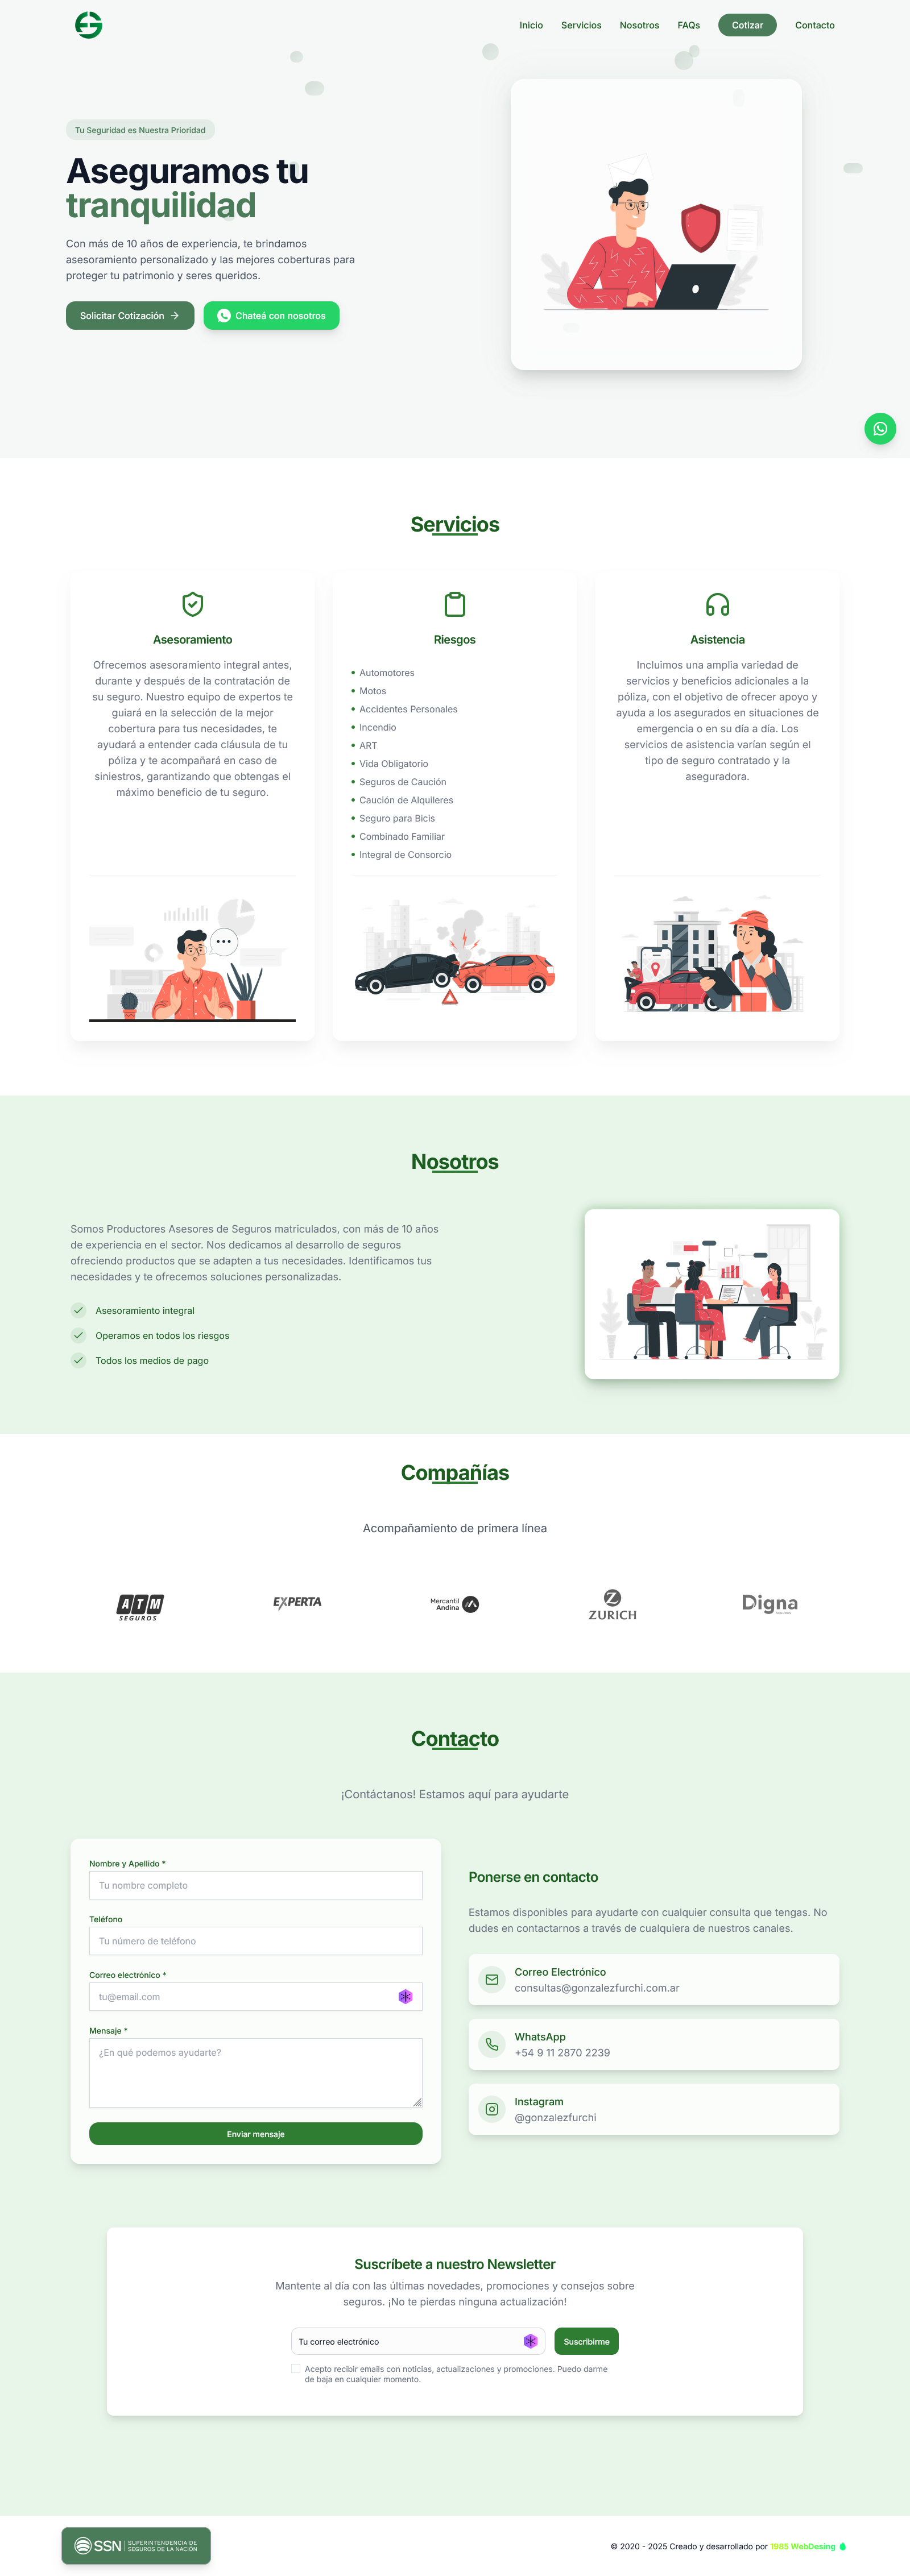 Inicio
Servicios
Nosotros
FAQs
Cotizar
Contacto
Tu Seguridad es Nuestra Prioridad
Aseguramos tu
tranquilidad
Con más de 10 años de experiencia, te brindamos
asesoramiento personalizado y las mejores coberturas para
proteger tu patrimonio y seres queridos.
Solicitar Cotización
Chateá con nosotros
Servicios
Asesoramiento
Ofrecemos asesoramiento integral antes,
durante y después de la contratación de
su seguro. Nuestro equipo de expertos te
guiará en la selección de la mejor
cobertura para tus necesidades, te
ayudará a entender cada cláusula de tu
póliza y te acompañará en caso de
siniestros, garantizando que obtengas el
máximo beneficio de tu seguro.
Riesgos
Automotores
Motos
Accidentes Personales
Incendio
ART
Vida Obligatorio
Seguros de Caución
Caución de Alquileres
Seguro para Bicis
Combinado Familiar
Integral de Consorcio
Asistencia
Incluimos una amplia variedad de
servicios y beneficios adicionales a la
póliza, con el objetivo de ofrecer apoyo y
ayuda a los asegurados en situaciones de
emergencia o en su día a día. Los
servicios de asistencia varían según el
tipo de seguro contratado y la
aseguradora.
Nosotros
Somos Productores Asesores de Seguros matriculados, con más de 10 años
de experiencia en el sector. Nos dedicamos al desarrollo de seguros
ofreciendo productos que se adapten a tus necesidades. Identificamos tus
necesidades y te ofrecemos soluciones personalizadas.
Asesoramiento integral
Operamos en todos los riesgos
Todos los medios de pago
Compañías
Acompañamiento de primera línea
ATM
SEGUROS
EXPERTA
Mercantil
Andina
ZURICH
Digna
Contacto
¡Contáctanos! Estamos aquí para ayudarte
Nombre y Apellido *
Tu nombre completo
Teléfono
Tu número de teléfono
Correo electrónico *
tu@email.com
Mensaje *
¿En qué podemos ayudarte?
Enviar mensaje
Ponerse en contacto
Estamos disponibles para ayudarte con cualquier consulta que tengas. No
dudes en contactarnos a través de cualquiera de nuestros canales.
Correo Electrónico
consultas@gonzalezfurchi.com.ar
WhatsApp
+54 9 11 2870 2239
Instagram
@gonzalezfurchi
Suscríbete a nuestro Newsletter
Mantente al día con las últimas novedades, promociones y consejos sobre
seguros. ¡No te pierdas ninguna actualización!
Tu correo electrónico
Suscribirme
Acepto recibir emails con noticias, actualizaciones y promociones. Puedo darme
de baja en cualquier momento.
SSN
SUPERINTENDENCIA DE
SEGUROS DE LA NACIÓN
© 2020 - 2025 Creado y desarrollado por 1985 WebDesing